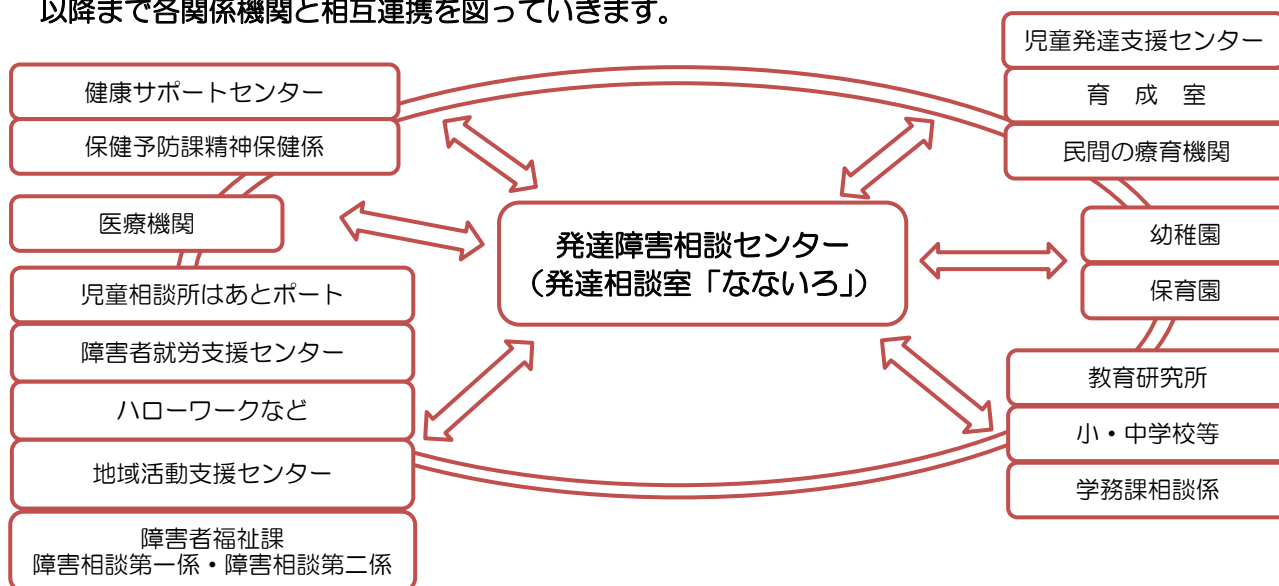 以降まで各関係機関と相互連携を図っていきます。
健康サポートセンター
保健予防課精神保健係
医療機関
児童相談所はあとポート
障害者就労支援センター
ハローワークなど
地域活動支援センター
障害者福祉課
障害相談第一係・障害相談第二係
発達障害相談センター
（発達相談室「なないろ」）
児童発達支援センター
育　成　室
民間の療育機関
幼稚園
保育園
教育研究所
小・中学校等
学務課相談係